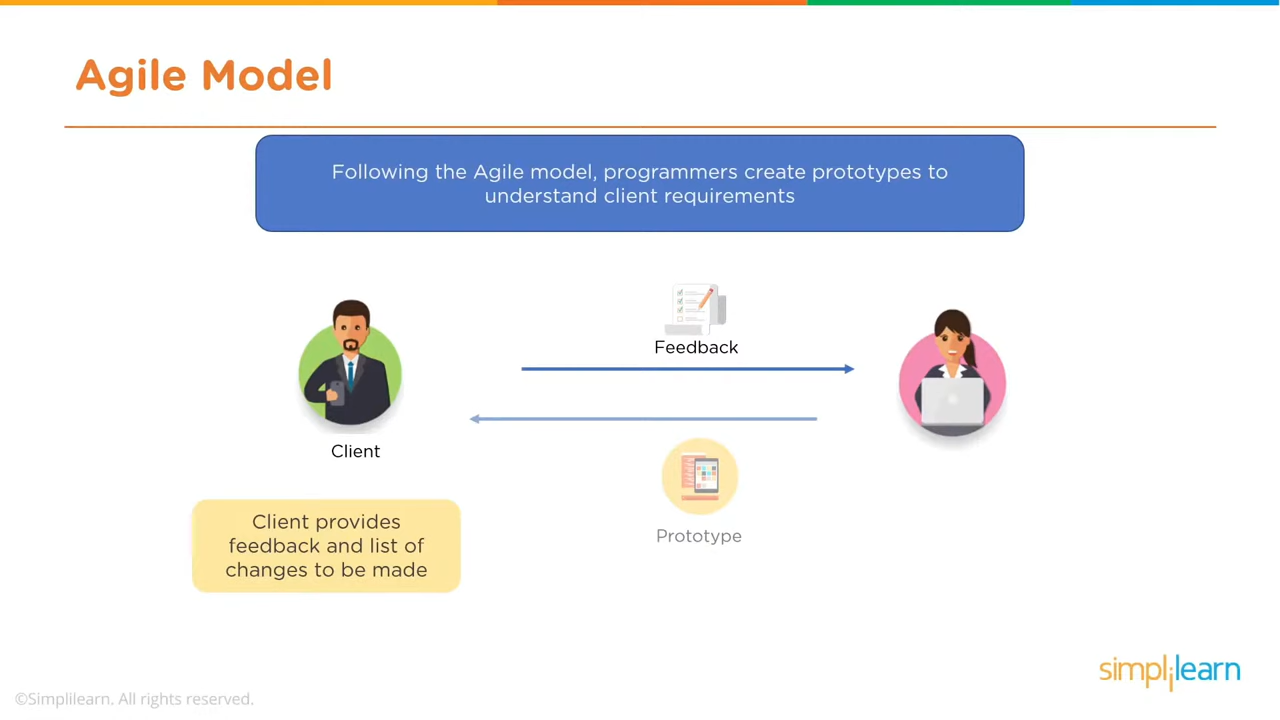 Agile Model
Following the Agile model, programmers create prototypes to
understand client requirements
Feedback
Client
Prototype
Client provides
feedback and list of
changes to be made
simplilearn
©Simplilearn. All rights reserved.